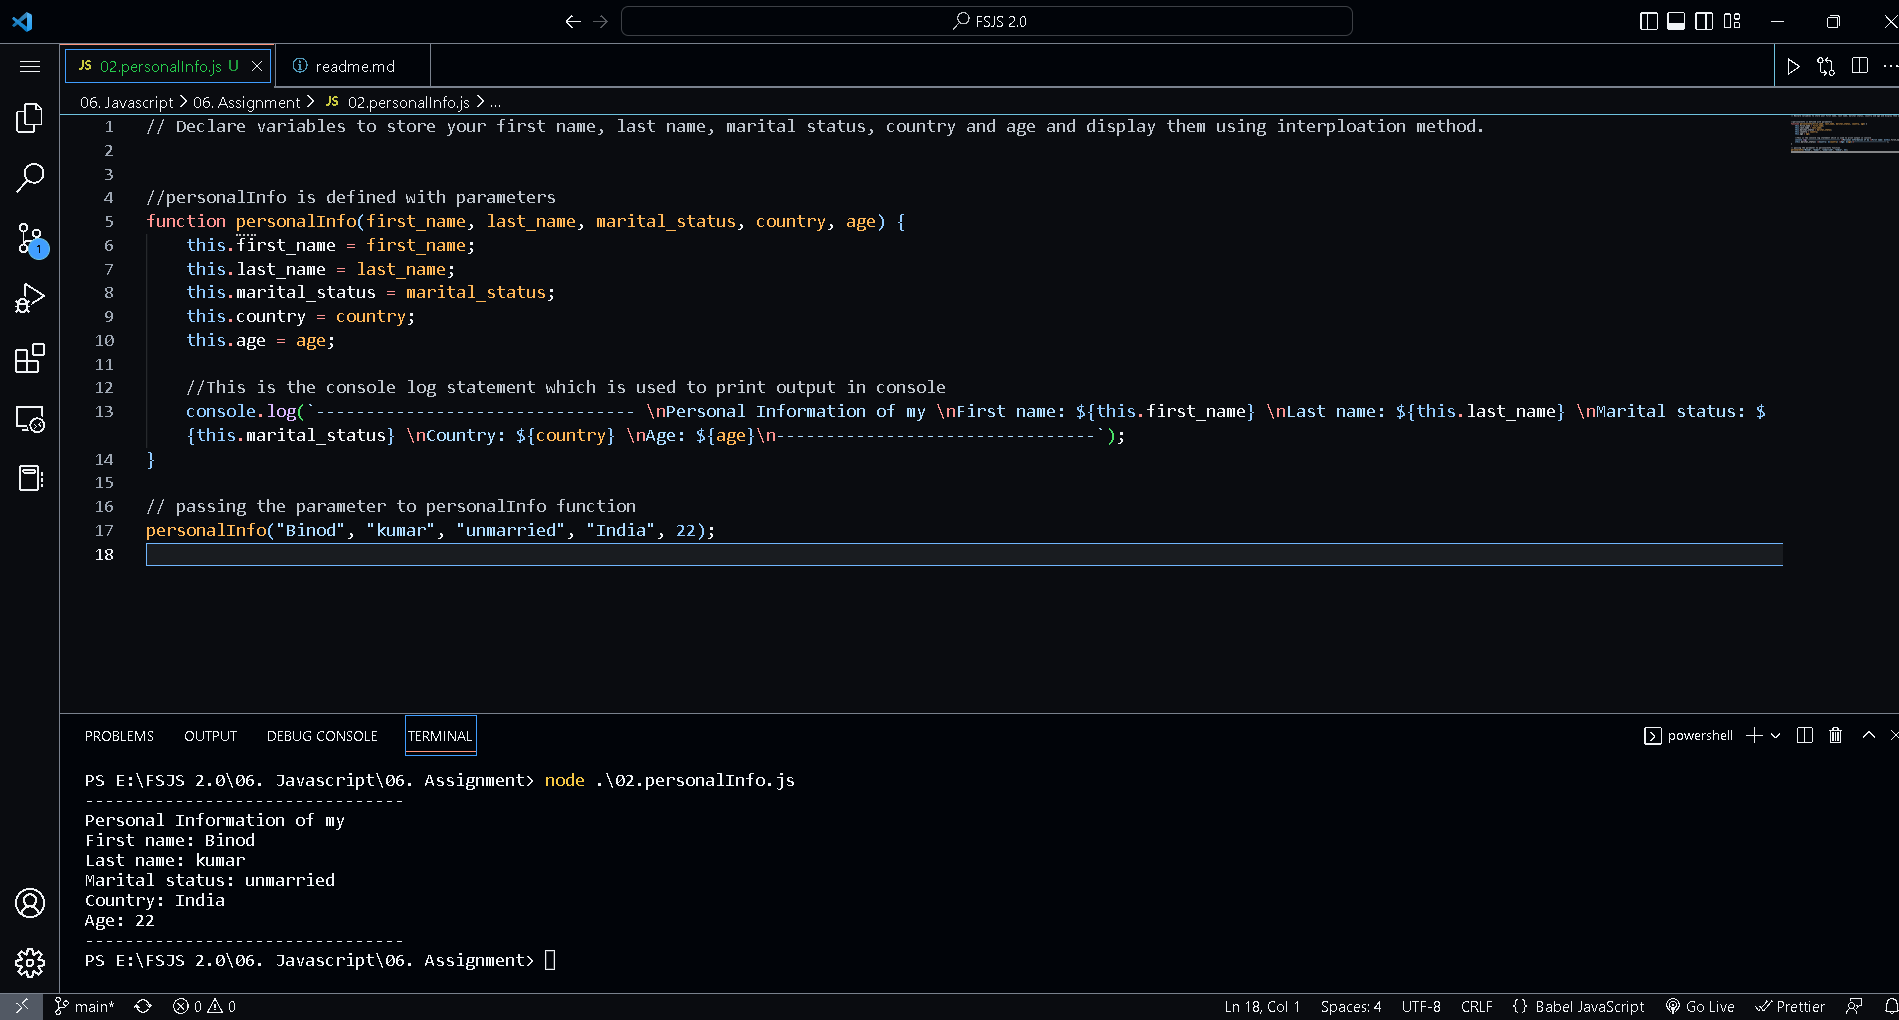 FSJS 2.0
JS 02.personalInfo.js U
readme.md
06. Javascript > 06. Assignment > JS 02.personalInfo.js > ...
1 // Declare variables to store your first name, last name, marital status, country and age and display them using interploation method.
2
3
4 //personalInfo is defined with parameters
5 function personalInfo(first_name, last_name, marital_status, country, age) {
6 this.first_name = first_name;
7 this.last_name = last_name;
8 this.marital_status = marital_status;
9 this.country = country;
10 this.age = age;
11
12 //This is the console log statement which is used to print output in console
13 console.log(`-------------------------------- \nPersonal Information of my \nFirst name: ${this.first_name} \nLast name: ${this.last_name} \nMarital status: $
{this.marital_status} \nCountry: ${country} \nAge: ${age}\n--------------------------------`);
14 }
15
16 // passing the parameter to personalInfo function
17 personalInfo("Binod", "kumar", "unmarried", "India", 22);
18
1
PROBLEMS OUTPUT DEBUG CONSOLE TERMINAL
powershell
PS E:\FSJS 2.0\06. Javascript\06. Assignment> node .\02.personalInfo.js
--------------------------------
Personal Information of my
First name: Binod
Last name: kumar
Marital status: unmarried
Country: India
Age: 22
--------------------------------
PS E:\FSJS 2.0\06. Javascript\06. Assignment>
main* 0 0 Ln 18, Col 1 Spaces: 4 UTF-8 CRLF {} Babel JavaScript Go Live Prettier